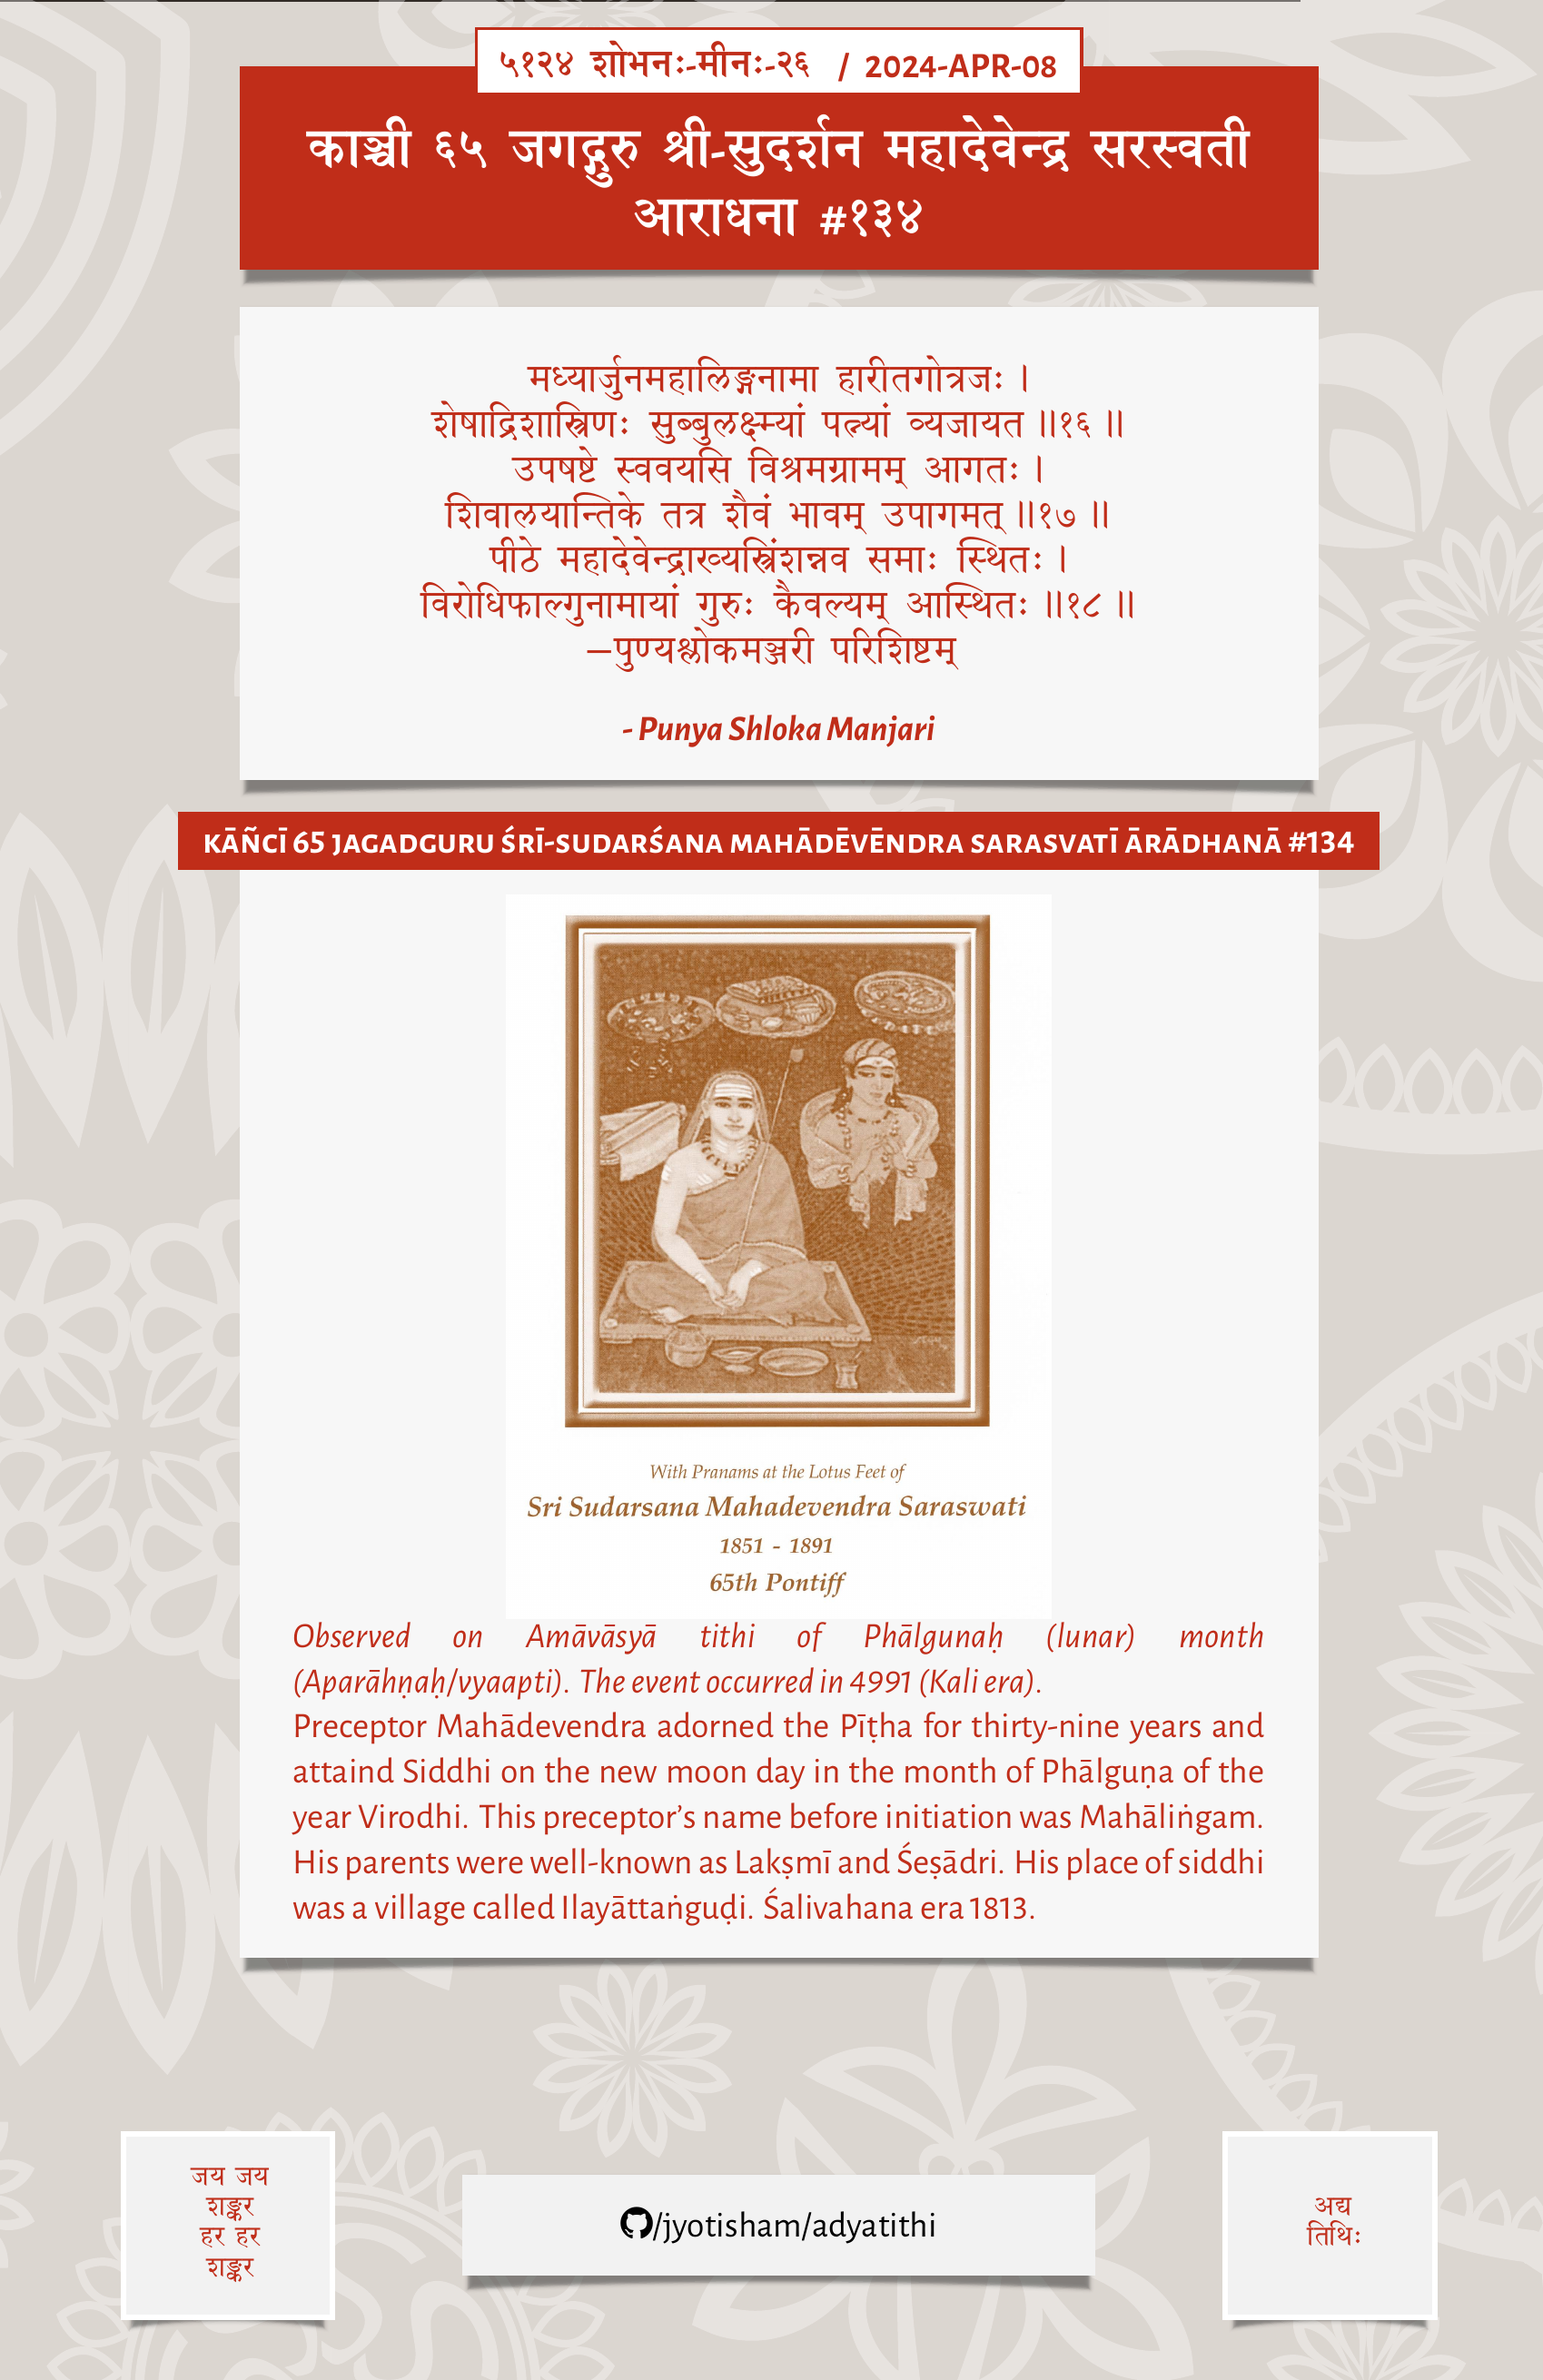 ५१२४ शोभनः-मीनः-२६ / 2024-APR-08
काञ्ची ६५ जगद्गुरु श्री-सुदर्शन महादेवेन्द्र सरस्वती
आराधना #१३४
मध्यार्जुनमहालिङ्गनामा हारीतगोत्रजः ।
शेषाद्रिशास्त्रिणः सुब्बुलक्ष्म्यां पत्न्यां व्यजायत ॥१६ ॥
उपषष्टे स्ववयसि विश्रमग्रामम् आगतः ।
शिवालयान्तिके तत्र शैवं भावम् उपागमत् ॥१७ ॥
पीठे महादेवेन्द्राख्यस्त्रिंशन्नव समाः स्थितः ।
विरोधिफाल्गुनामायां गुरुः कैवल्यम् आस्थितः ॥१८ ॥
—पुण्यश्लोकमञ्जरी परिशिष्टम्
- Punya Shloka Manjari
KĀÑCĪ 65 JAGADGURU ŚRĪ-SUDARŚANA MAHĀDĒVĒNDRA SARASVATĪ ĀRĀDHANĀ #134
With Pranams at the Lotus Feet of
Sri Sudarsana Mahadevendra Saraswati
1851 - 1891
65th Pontiff
Observed on Amāvāsyā tithi of Phālgunaḥ (lunar) month
(Aparāhṇaḥ/vyaapti). The event occurred in 4991 (Kali era).
Preceptor Mahādevendra adorned the Pīṭha for thirty-nine years and
attaind Siddhi on the new moon day in the month of Phālguṇa of the
year Virodhi. This preceptor’s name before initiation was Mahāliṅgam.
His parents were well-known as Lakṣmī and Śeṣādri. His place of siddhi
was a village called Ilayāttaṅguḍi. Śalivahana era 1813.
जय जय
शङ्कर
हर हर
शङ्कर
/jyotisham/adyatithi
अद्य
तिथिः